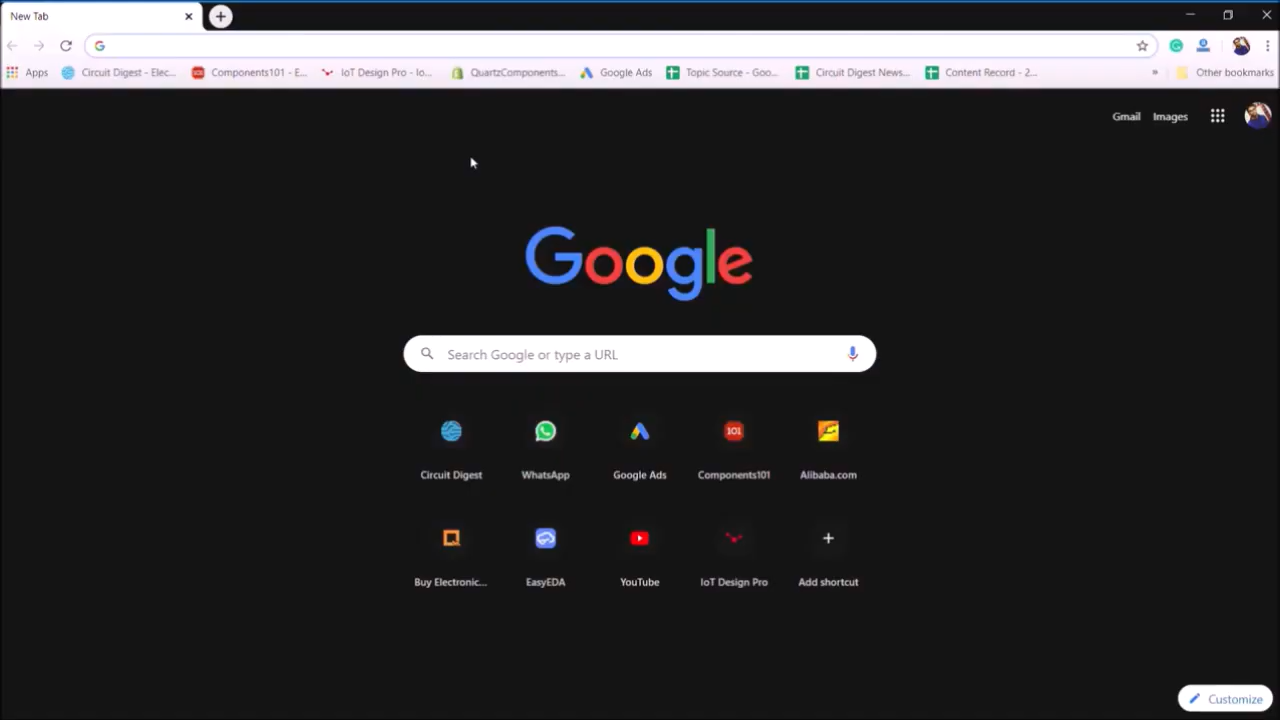 New Tab
Apps Circuit Digest - Elec... Components101 - E... IoT Design Pro - Io... QuartzComponents... Google Ads Topic Source - Goo... Circuit Digest News... Content Record - 2... » Other bookmarks
Gmail Images
Google
Search Google or type a URL
101
Circuit Digest WhatsApp Google Ads Components101 Alibaba.com
Buy Electronic... EasyEDA YouTube IoT Design Pro Add shortcut
Customize